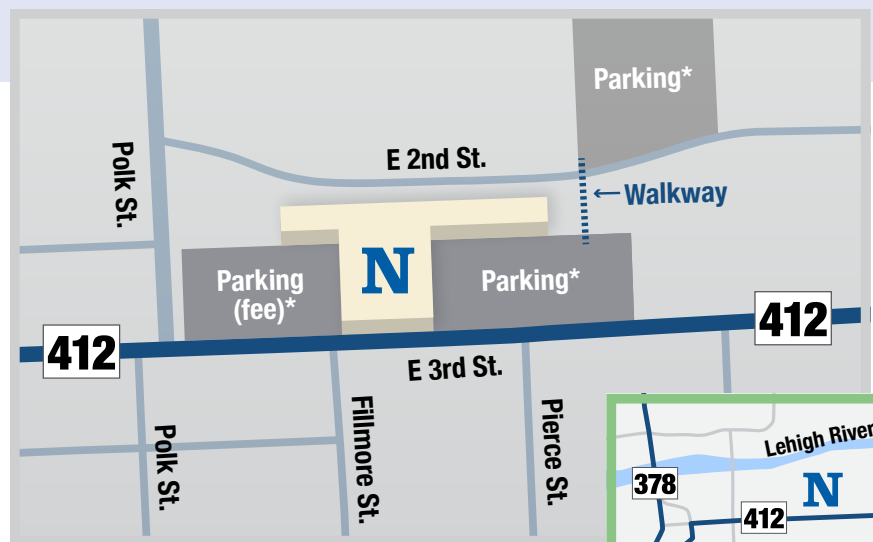 Parking*
E 2nd St.
Polk St.
←Walkway
N
Parking
(fee)*
Parking*
412
412
E 3rd St.
Polk St.
Fillmore St.
Pierce St.
Lehigh River
378
N
412